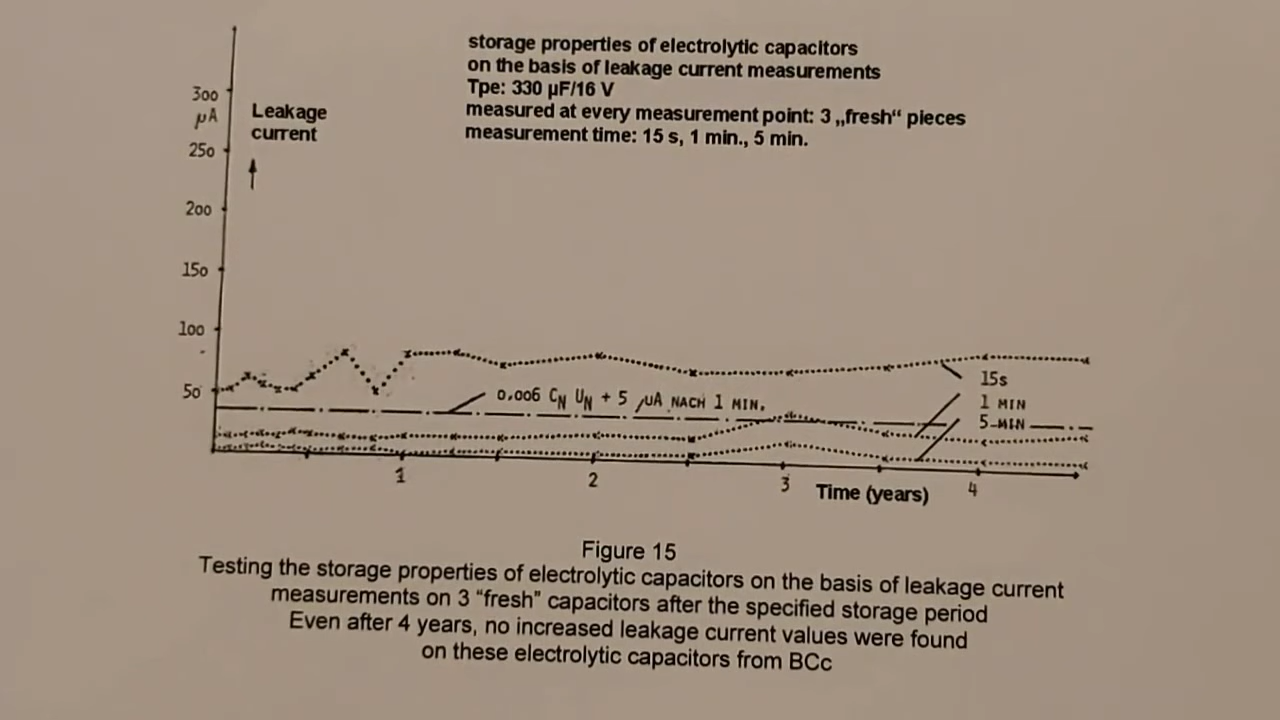 storage properties of electrolytic capacitors
on the basis of leakage current measurements
Tpe: 330 µF/16 V
measured at every measurement point: 3 „fresh“ pieces
measurement time: 15 s, 1 min., 5 min.
300
µA
Leakage
current
250
200
150
100
50
0,006 CN UN + 5 µA NACH 1 MIN.
15s
1 MIN
5-MIN
1
2
3
Time (years)
4
Figure 15
Testing the storage properties of electrolytic capacitors on the basis of leakage current
measurements on 3 “fresh” capacitors after the specified storage period
Even after 4 years, no increased leakage current values were found
on these electrolytic capacitors from BCc